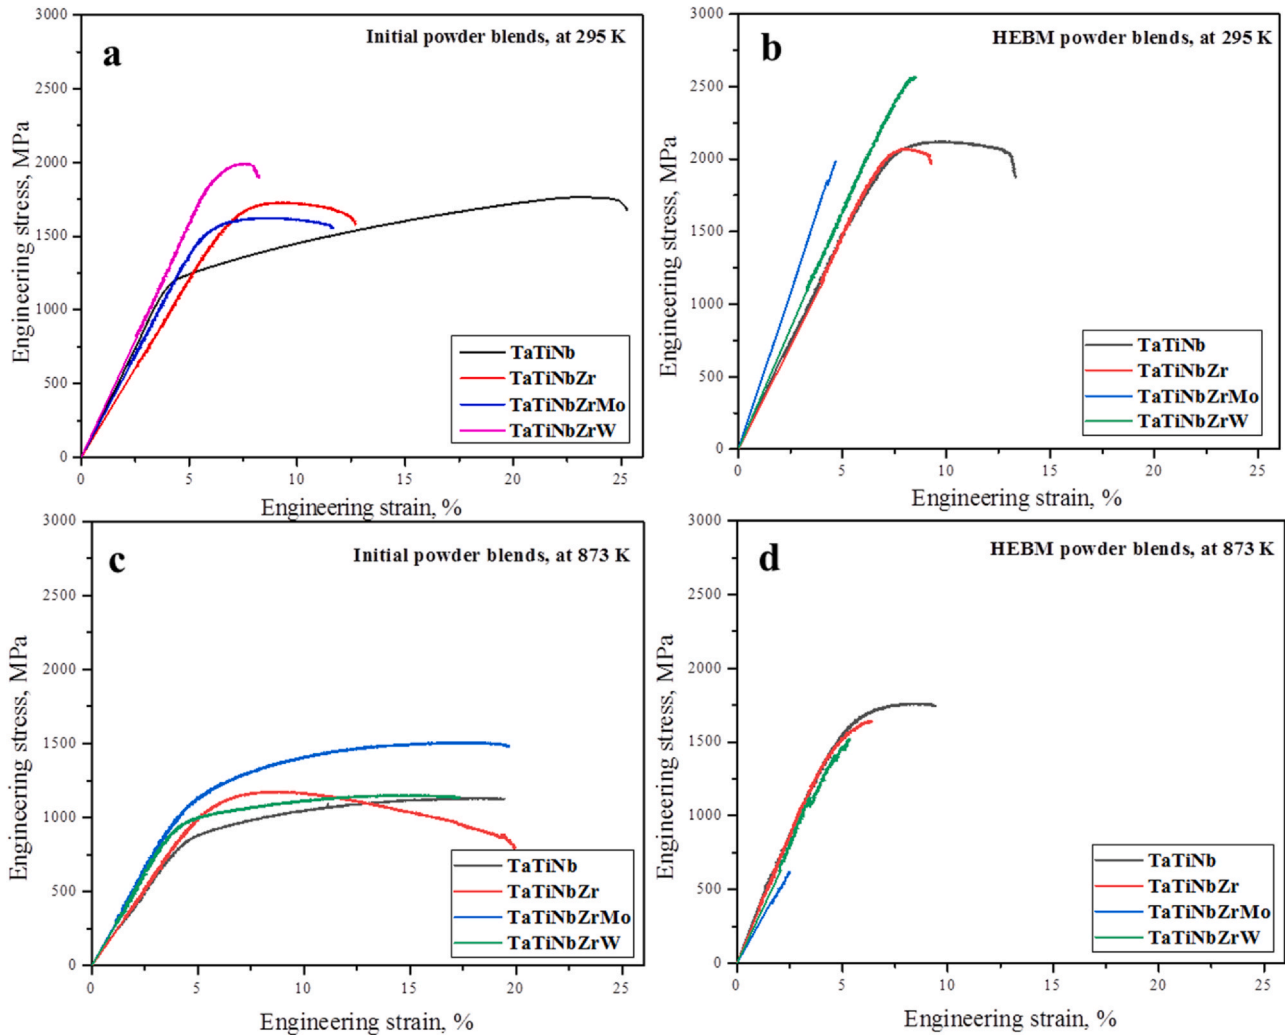 a
Initial powder blends, at 295 K
Engineering stress, MPa
3000
2500
2000
1500
1000
500
0
TaTiNb
TaTiNbZr
TaTiNbZrMo
TaTiNbZrW
0 5 10 15 20 25
Engineering strain, %
b
HEBM powder blends, at 295 K
Engineering stress, MPa
3000
2500
2000
1500
1000
500
0
TaTiNb
TaTiNbZr
TaTiNbZrMo
TaTiNbZrW
0 5 10 15 20 25
Engineering strain, %
c
Initial powder blends, at 873 K
Engineering stress, MPa
3000
2500
2000
1500
1000
500
0
TaTiNb
TaTiNbZr
TaTiNbZrMo
TaTiNbZrW
0 5 10 15 20 25
Engineering strain, %
d
HEBM powder blends, at 873 K
Engineering stress, MPa
3000
2500
2000
1500
1000
500
0
TaTiNb
TaTiNbZr
TaTiNbZrMo
TaTiNbZrW
0 5 10 15 20 25
Engineering strain, %